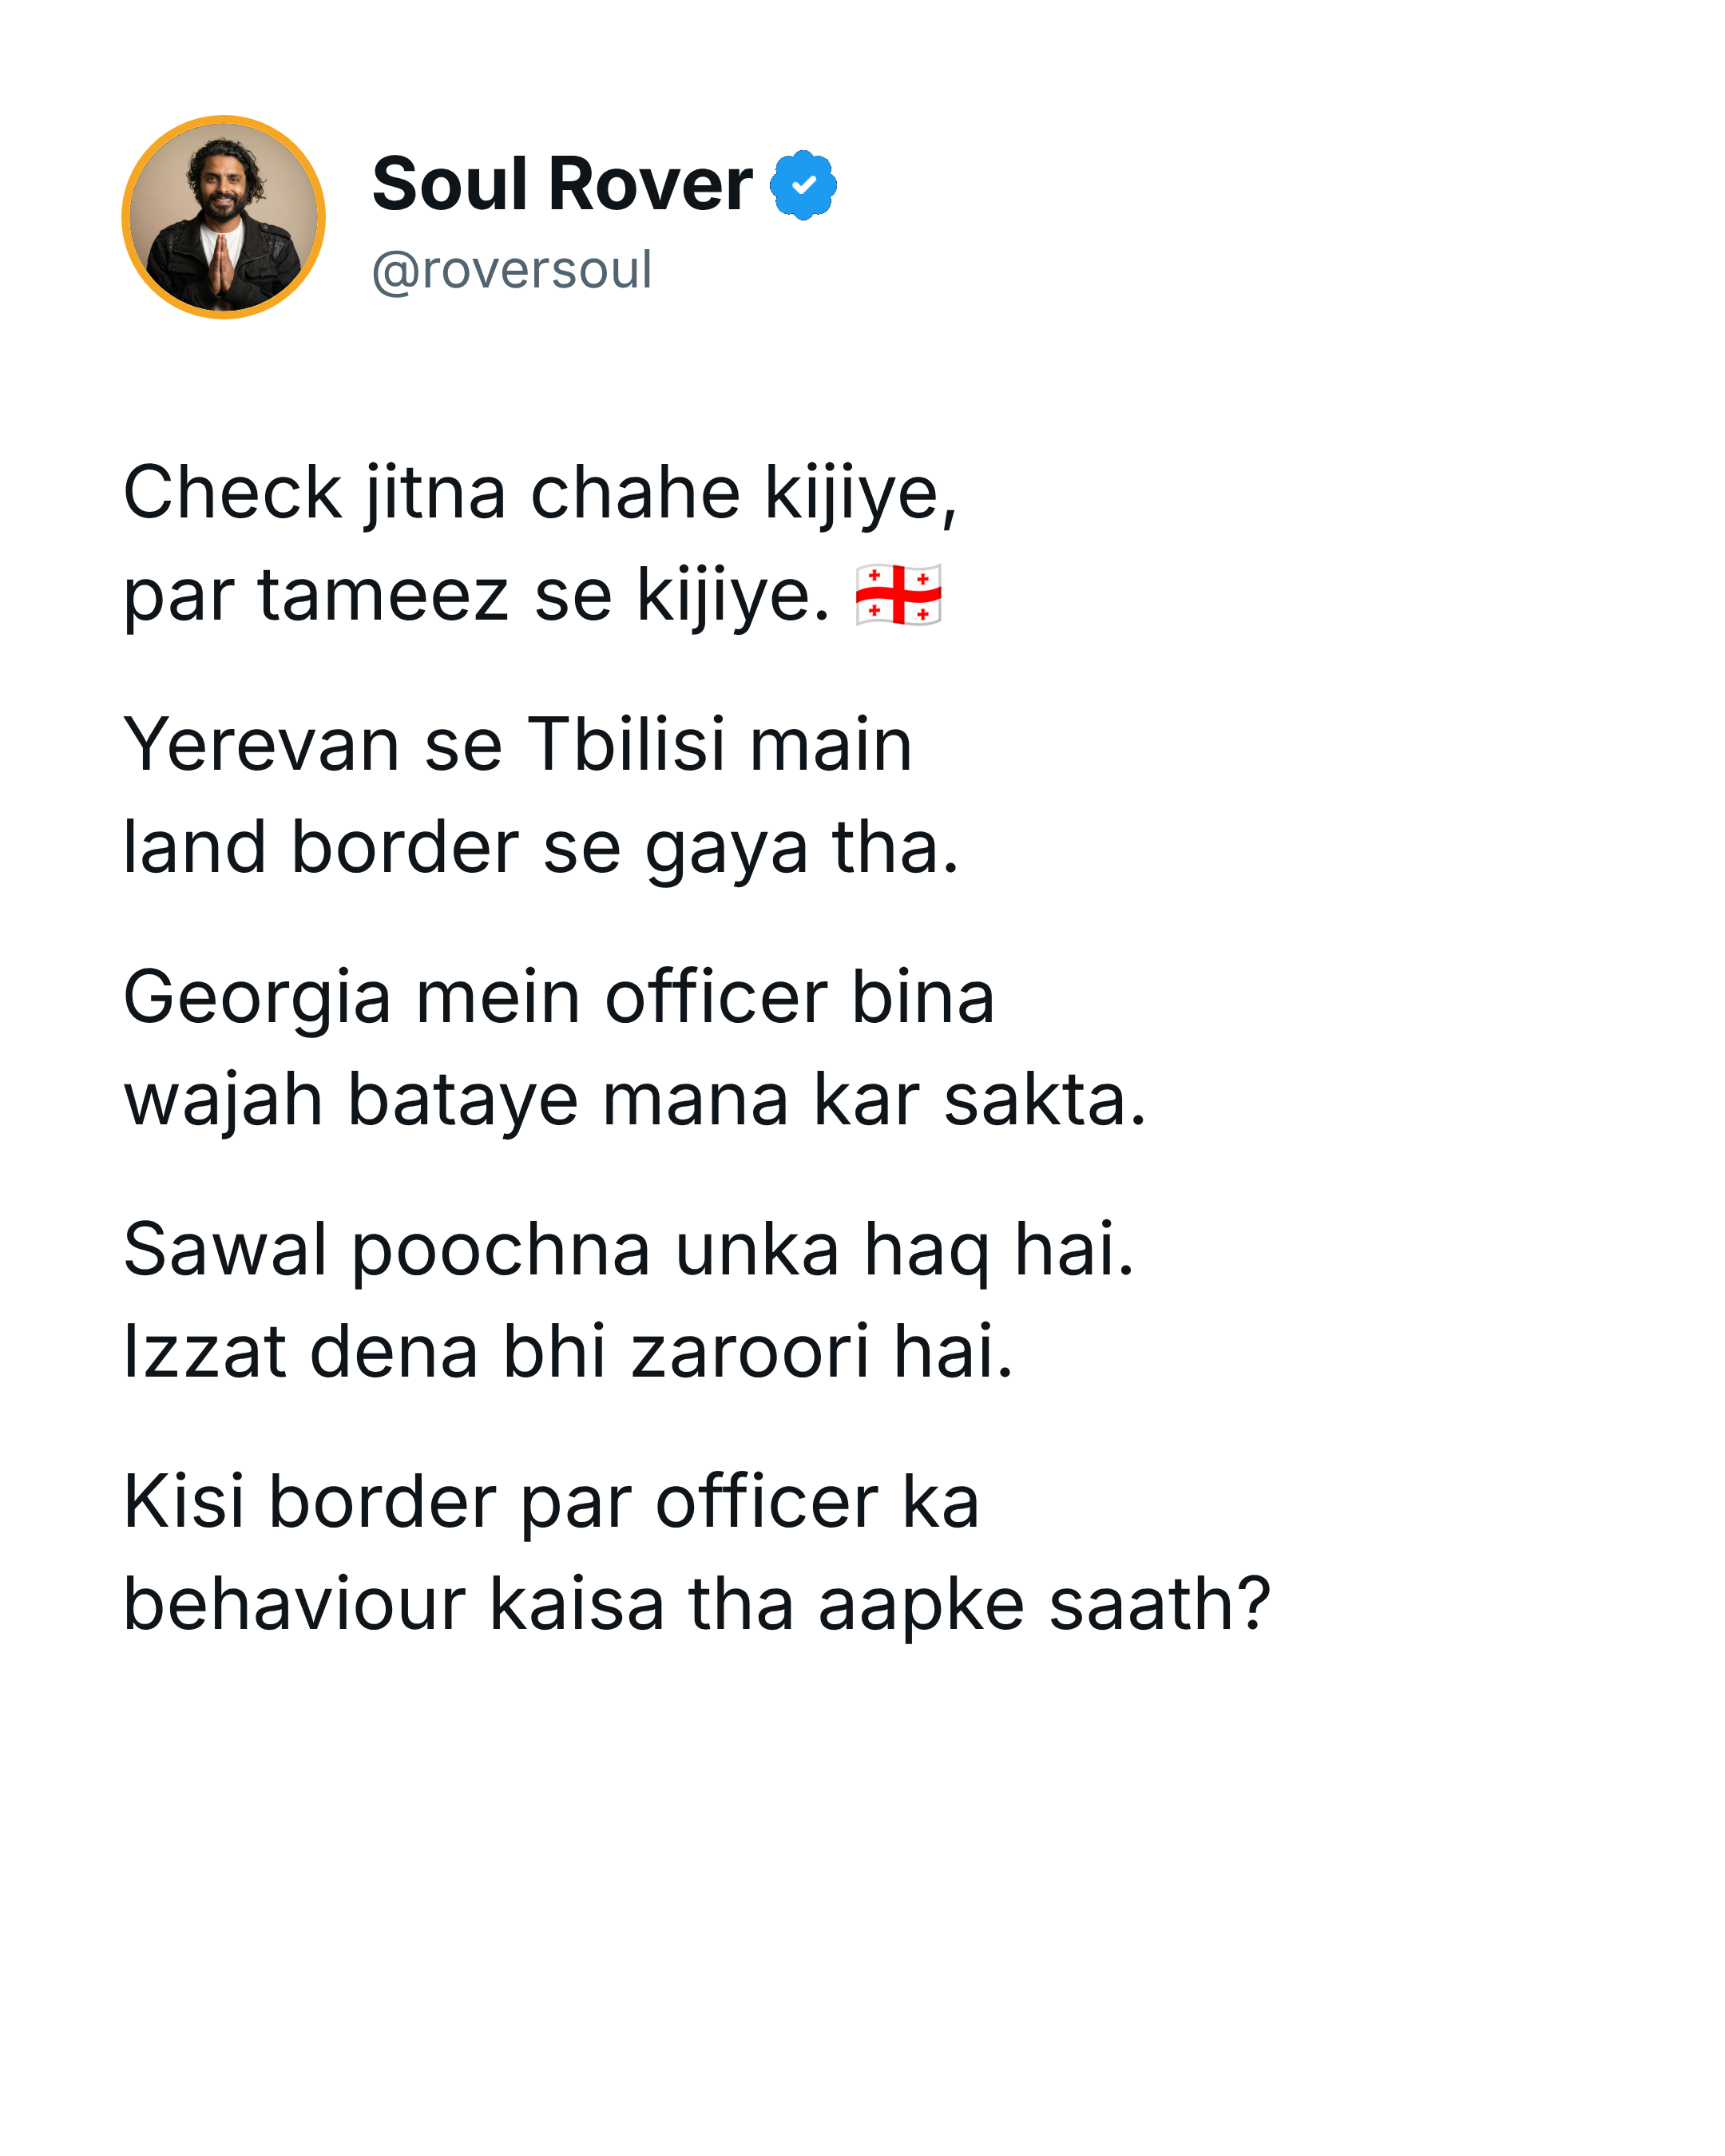 Soul Rover
@roversoul
Check jitna chahe kijiye,
par tameez se kijiye. 🇬🇪
Yerevan se Tbilisi main
land border se gaya tha.
Georgia mein officer bina
wajah bataye mana kar sakta.
Sawal poochna unka haq hai.
Izzat dena bhi zaroori hai.
Kisi border par officer ka
behaviour kaisa tha aapke saath?